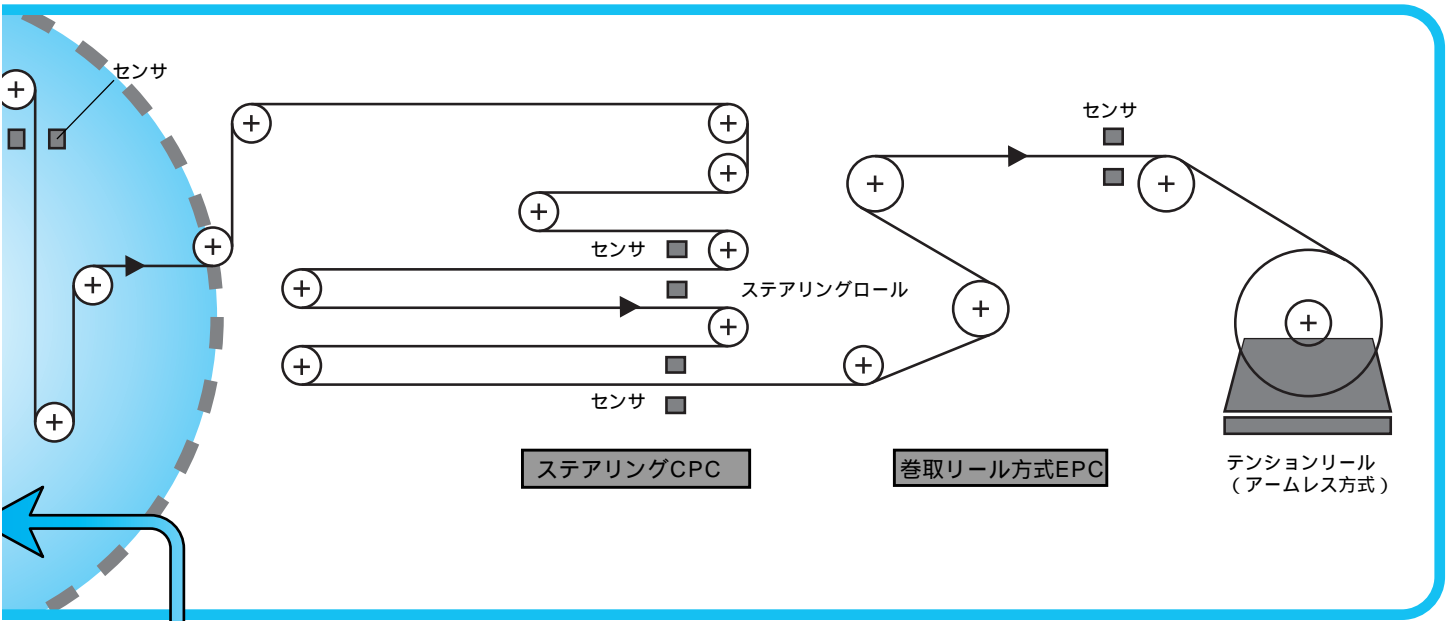 センサ
センサ
センサ
ステアリングロール
センサ
ステアリングCPC
巻取リール方式EPC
テンションリール
(アームレス方式)